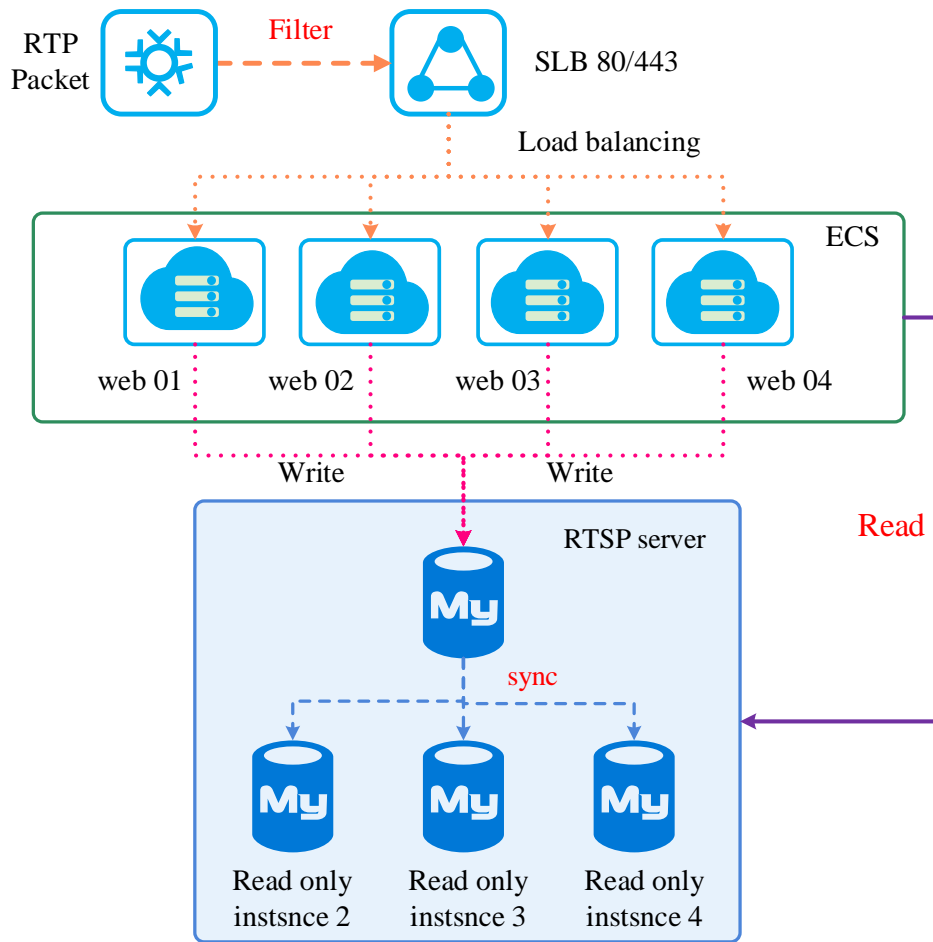 RTP
Packet
Filter
SLB 80/443
Load balancing
ECS
web 01
web 02
web 03
web 04
Write
Write
Read
RTSP server
My
sync
My
My
My
Read only
instsnce 2
Read only
instsnce 3
Read only
instsnce 4